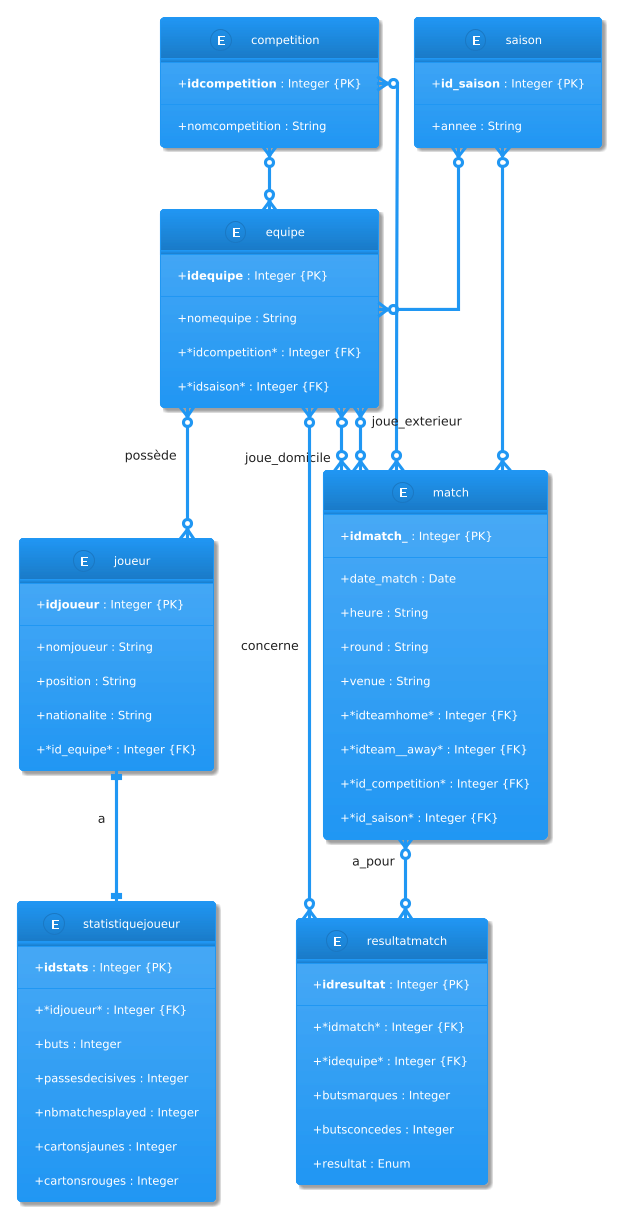 E competition
+idcompetition : Integer {PK}
+nomcompetition : String
E saison
+id_saison : Integer {PK}
+annee : String
E equipe
+idequipe : Integer {PK}
+nomequipe : String
+*idcompetition* : Integer {FK}
+*idsaison* : Integer {FK}
joue_exterieur
possède
joue_domicile
E match
+idmatch_ : Integer {PK}
+date_match : Date
+heure : String
+round : String
+venue : String
+*idteamhome* : Integer {FK}
+*idteam__away* : Integer {FK}
+*id_competition* : Integer {FK}
+*id_saison* : Integer {FK}
E joueur
+idjoueur : Integer {PK}
+nomjoueur : String
+position : String
+nationalite : String
+*id_equipe* : Integer {FK}
concerne
a
a_pour
E statistiquejoueur
+idstats : Integer {PK}
+*idjoueur* : Integer {FK}
+buts : Integer
+passesdecisives : Integer
+nbmatchesplayed : Integer
+cartonsjaunes : Integer
+cartonsrouges : Integer
E resultatmatch
+idresultat : Integer {PK}
+*idmatch* : Integer {FK}
+*idequipe* : Integer {FK}
+butsmarques : Integer
+butsconcedes : Integer
+resultat : Enum